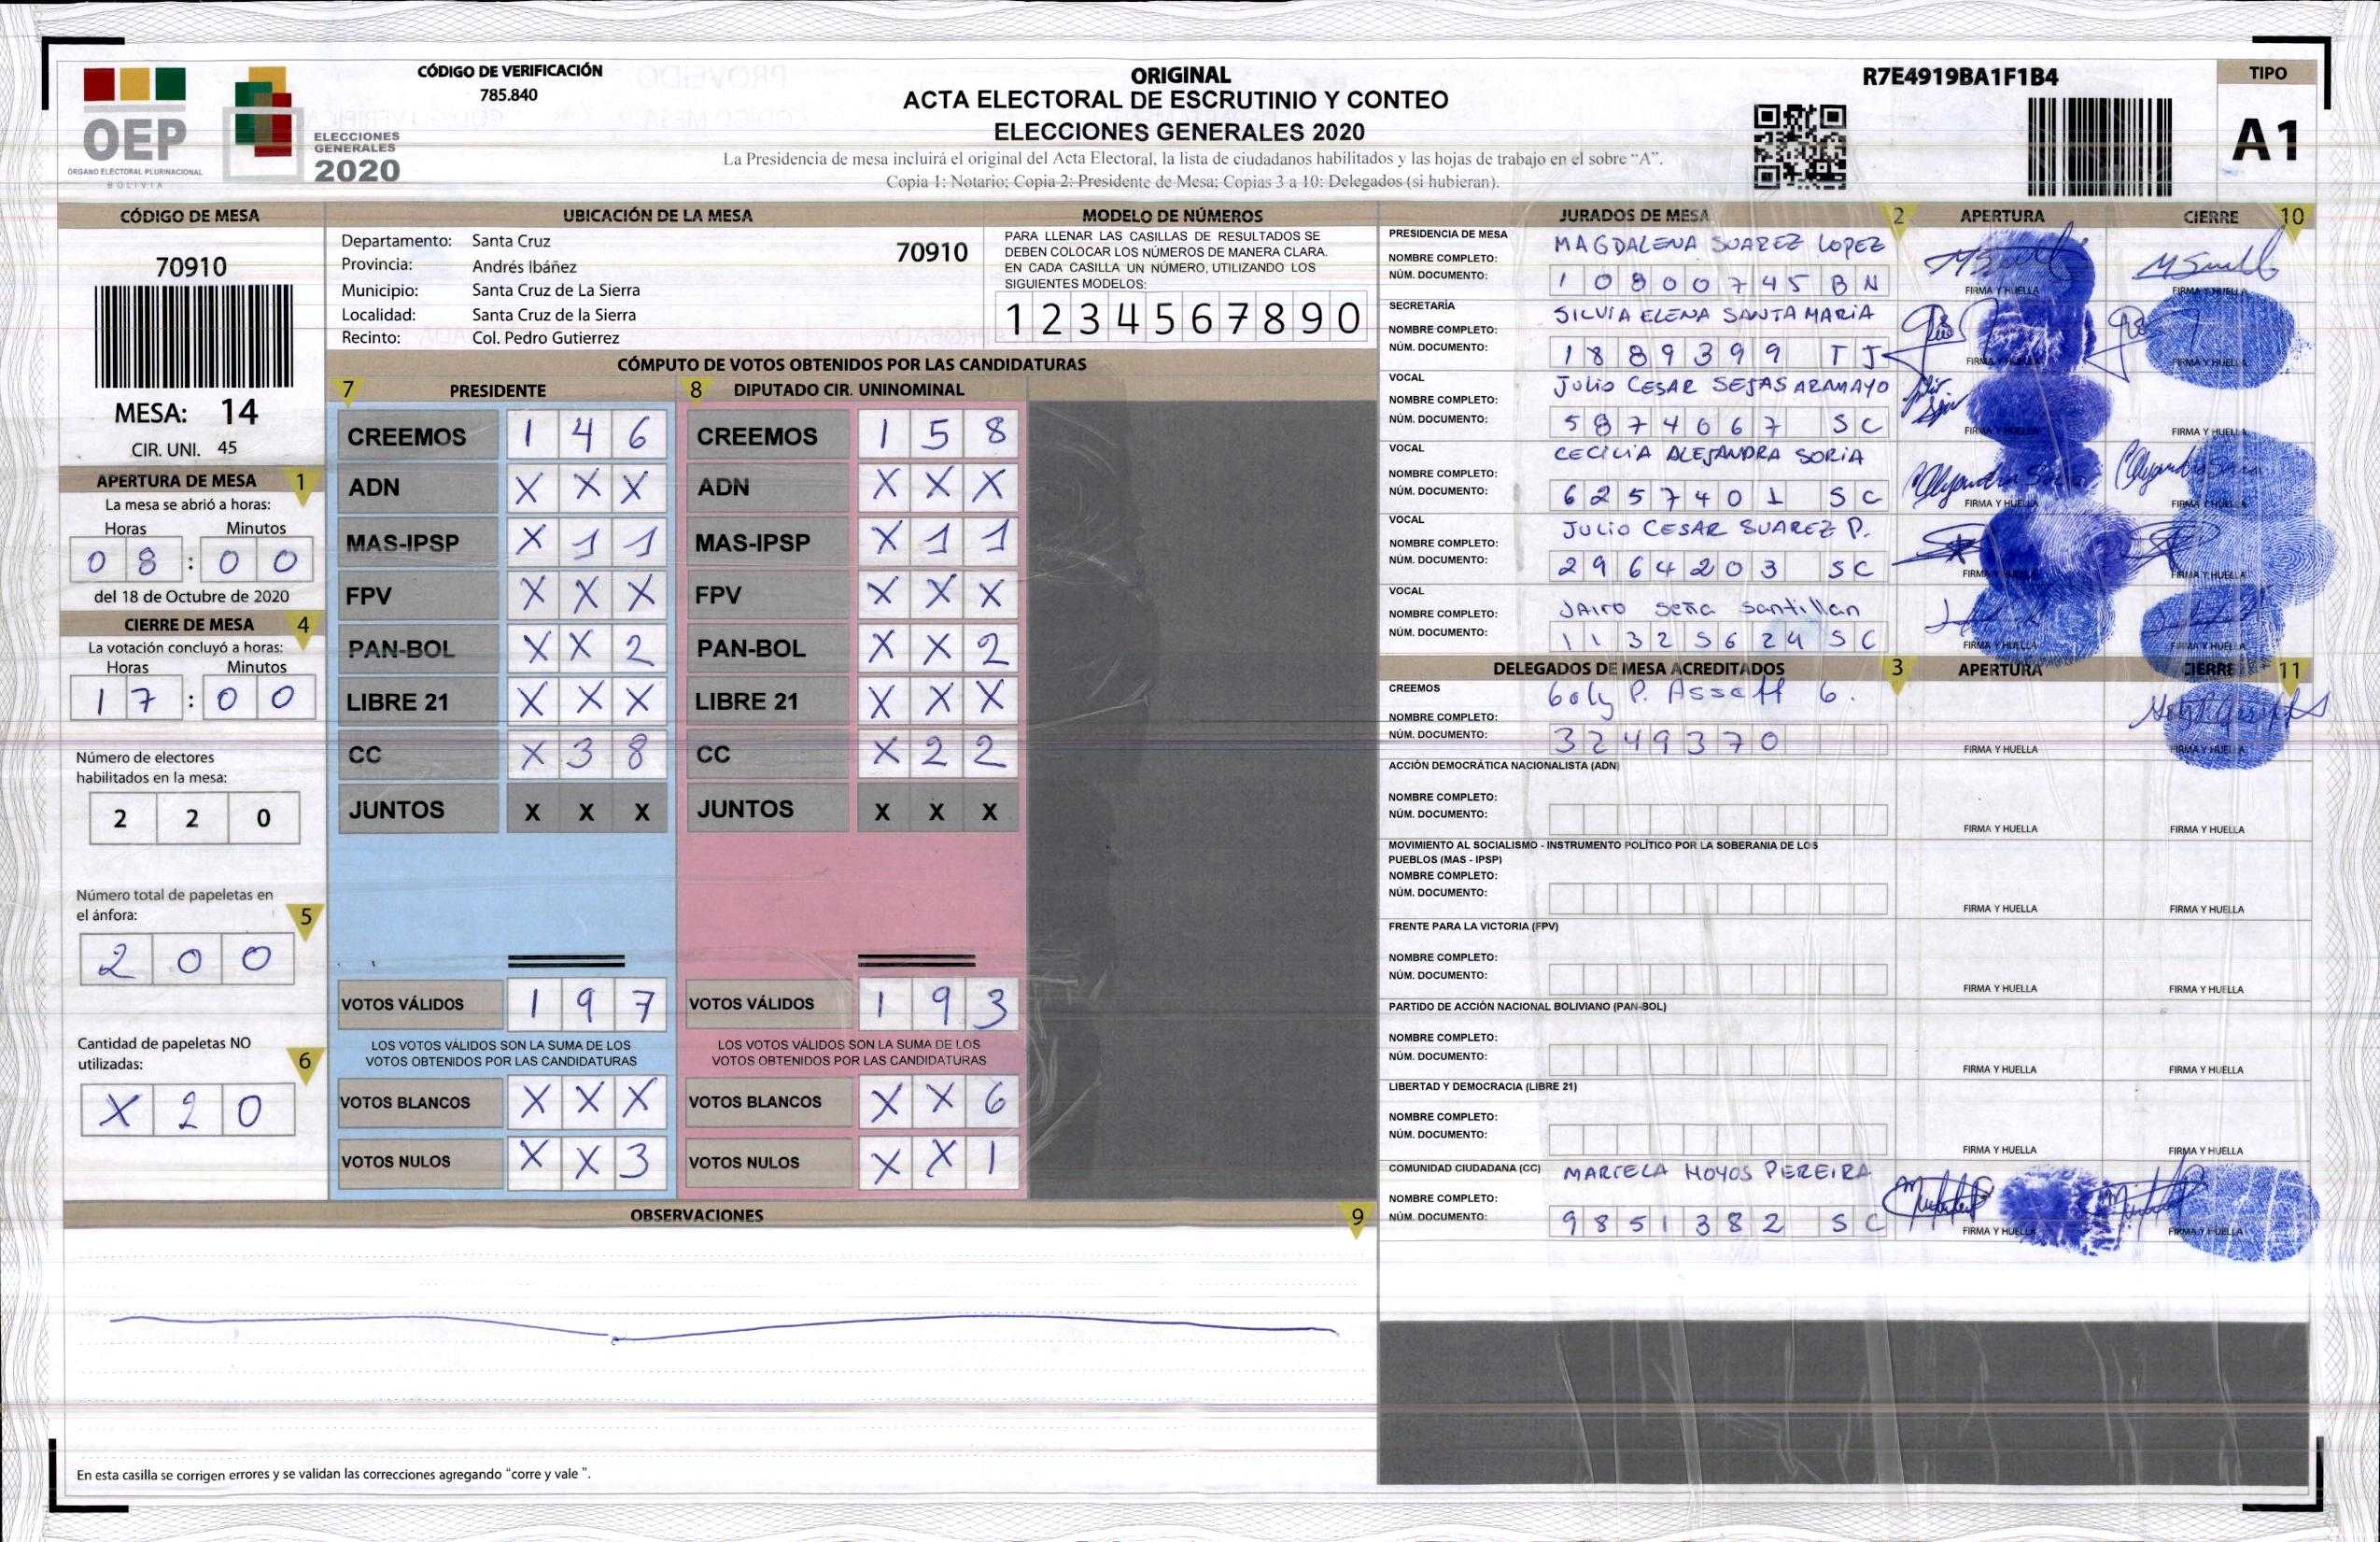 OEP
ÓRGANO ELECTORAL PLURINACIONAL
BOLIVIA
ELECCIONES
GENERALES
2020
CÓDIGO DE VERIFICACIÓN
785.840
ORIGINAL
ACTA ELECTORAL DE ESCRUTINIO Y CONTEO
ELECCIONES GENERALES 2020
La Presidencia de mesa incluirá el original del Acta Electoral, la lista de ciudadanos habilitados y las hojas de trabajo en el sobre “A”.
Copia 1: Notario; Copia 2: Presidente de Mesa; Copias 3 a 10: Delegados (si hubieran).
R7E4919BA1F1B4
TIPO
A1
CÓDIGO DE MESA
70910
MESA: 14
CIR. UNI. 45
APERTURA DE MESA 1
La mesa se abrió a horas:
Horas Minutos
0 8 : 0 0
del 18 de Octubre de 2020
CIERRE DE MESA 4
La votación concluyó a horas:
Horas Minutos
1 7 : 0 0
Número de electores
habilitados en la mesa:
2 2 0
Número total de papeletas en
el ánfora: 5
2 0 0
Cantidad de papeletas NO
utilizadas: 6
X 2 0
UBICACIÓN DE LA MESA
Departamento: Santa Cruz 70910
Provincia: Andrés Ibáñez
Municipio: Santa Cruz de La Sierra
Localidad: Santa Cruz de la Sierra
Recinto: Col. Pedro Gutierrez
MODELO DE NÚMEROS
PARA LLENAR LAS CASILLAS DE RESULTADOS SE
DEBEN COLOCAR LOS NÚMEROS DE MANERA CLARA.
EN CADA CASILLA UN NÚMERO, UTILIZANDO LOS
SIGUIENTES MODELOS:
1 2 3 4 5 6 7 8 9 0
CÓMPUTO DE VOTOS OBTENIDOS POR LAS CANDIDATURAS
7 PRESIDENTE 8 DIPUTADO CIR. UNINOMINAL
CREEMOS 1 4 6 CREEMOS 1 5 8
ADN X X X ADN X X X
MAS-IPSP X 1 1 MAS-IPSP X 1 1
FPV X X X FPV X X X
PAN-BOL X X 2 PAN-BOL X X 2
LIBRE 21 X X X LIBRE 21 X X X
CC X 3 8 CC X 2 2
JUNTOS X X X JUNTOS X X X
VOTOS VÁLIDOS 1 9 7 VOTOS VÁLIDOS 1 9 3
LOS VOTOS VÁLIDOS SON LA SUMA DE LOS LOS VOTOS VÁLIDOS SON LA SUMA DE LOS
VOTOS OBTENIDOS POR LAS CANDIDATURAS VOTOS OBTENIDOS POR LAS CANDIDATURAS
VOTOS BLANCOS X X X VOTOS BLANCOS X X 6
VOTOS NULOS X X 3 VOTOS NULOS X X 1
OBSERVACIONES 9
En esta casilla se corrigen errores y se validan las correcciones agregando “corre y vale ”.
JURADOS DE MESA 2 APERTURA CIERRE 10
PRESIDENCIA DE MESA
NOMBRE COMPLETO: MAGDALENA SUAREZ LOPEZ
NÚM. DOCUMENTO: 1 0 8 0 0 7 4 5 B N
FIRMA Y HUELLA FIRMA Y HUELLA
SECRETARÍA
NOMBRE COMPLETO: SILVIA ELENA SANTA MARIA
NÚM. DOCUMENTO: 1 8 8 9 3 9 9 T J
FIRMA Y HUELLA FIRMA Y HUELLA
VOCAL
NOMBRE COMPLETO: JULIO CESAR SEJAS ARAMAYO
NÚM. DOCUMENTO: 5 8 7 4 0 6 7 S C
FIRMA Y HUELLA FIRMA Y HUELLA
VOCAL
NOMBRE COMPLETO: CECILIA ALEJANDRA SORIA
NÚM. DOCUMENTO: 6 2 5 7 4 0 1 S C
FIRMA Y HUELLA FIRMA Y HUELLA
VOCAL
NOMBRE COMPLETO: JULIO CESAR SUAREZ P.
NÚM. DOCUMENTO: 2 9 6 4 2 0 3 S C
FIRMA Y HUELLA FIRMA Y HUELLA
VOCAL
NOMBRE COMPLETO: JAIRO Seña Santillan
NÚM. DOCUMENTO: 1 1 3 2 5 6 2 4 S C
FIRMA Y HUELLA FIRMA Y HUELLA
DELEGADOS DE MESA ACREDITADOS 3 APERTURA CIERRE 11
CREEMOS
NOMBRE COMPLETO: P. Asseff G.
NÚM. DOCUMENTO: 3 2 4 9 3 7 0
FIRMA Y HUELLA FIRMA Y HUELLA
ACCIÓN DEMOCRÁTICA NACIONALISTA (ADN)
NOMBRE COMPLETO:
NÚM. DOCUMENTO:
FIRMA Y HUELLA FIRMA Y HUELLA
MOVIMIENTO AL SOCIALISMO - INSTRUMENTO POLÍTICO POR LA SOBERANIA DE LOS
PUEBLOS (MAS - IPSP)
NOMBRE COMPLETO:
NÚM. DOCUMENTO:
FIRMA Y HUELLA FIRMA Y HUELLA
FRENTE PARA LA VICTORIA (FPV)
NOMBRE COMPLETO:
NÚM. DOCUMENTO:
FIRMA Y HUELLA FIRMA Y HUELLA
PARTIDO DE ACCIÓN NACIONAL BOLIVIANO (PAN-BOL)
NOMBRE COMPLETO:
NÚM. DOCUMENTO:
FIRMA Y HUELLA FIRMA Y HUELLA
LIBERTAD Y DEMOCRACIA (LIBRE 21)
NOMBRE COMPLETO:
NÚM. DOCUMENTO:
FIRMA Y HUELLA FIRMA Y HUELLA
COMUNIDAD CIUDADANA (CC)
NOMBRE COMPLETO: MARCELA HOYOS PEREIRA
NÚM. DOCUMENTO: 9 8 5 1 3 8 2 S C
FIRMA Y HUELLA FIRMA Y HUELLA